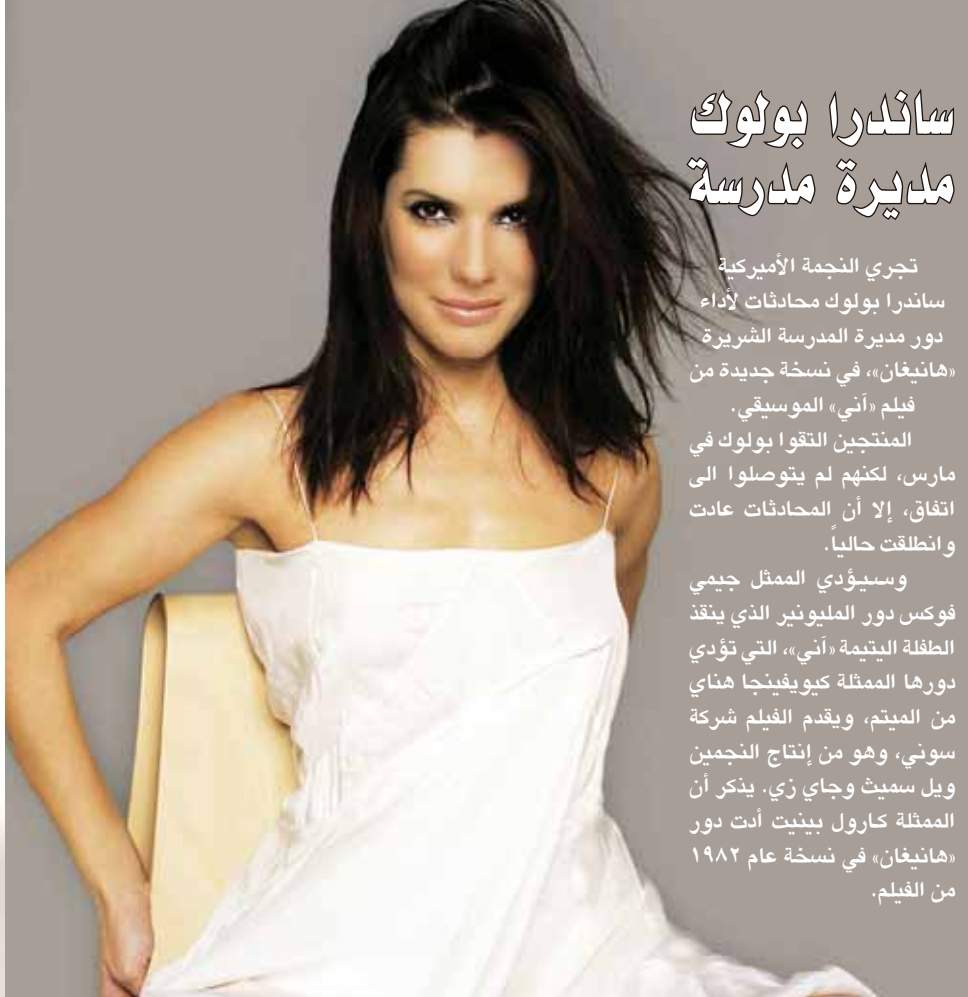 ساندرا بولوك
مديرة مدرسة
تجري النجمة الأميركية
ساندرا بولوك محادثات لأداء
دور مديرة المدرسة الشريرة
«هانيغان»، في نسخة جديدة من
فيلم «آني» الموسيقي.
المنتجين التقوا بولوك في
مارس، لكنهم لم يتوصلوا الى
اتفاق، إلا أن المحادثات عادت
وانطلقت حالياً.
وسيؤدي الممثل جيمي
فوكس دور المليونير الذي ينقذ
الطفلة اليتيمة «آني»، التي تؤدي
دورها الممثلة كيويفينجا هناي
من الميتم، ويقدم الفيلم شركة
سوني، وهو من إنتاج النجمين
ويل سميث وجاي زي. يذكر أن
الممثلة كارول بينيت أدت دور
«هانيغان» في نسخة عام ١٩٨٢
من الفيلم.